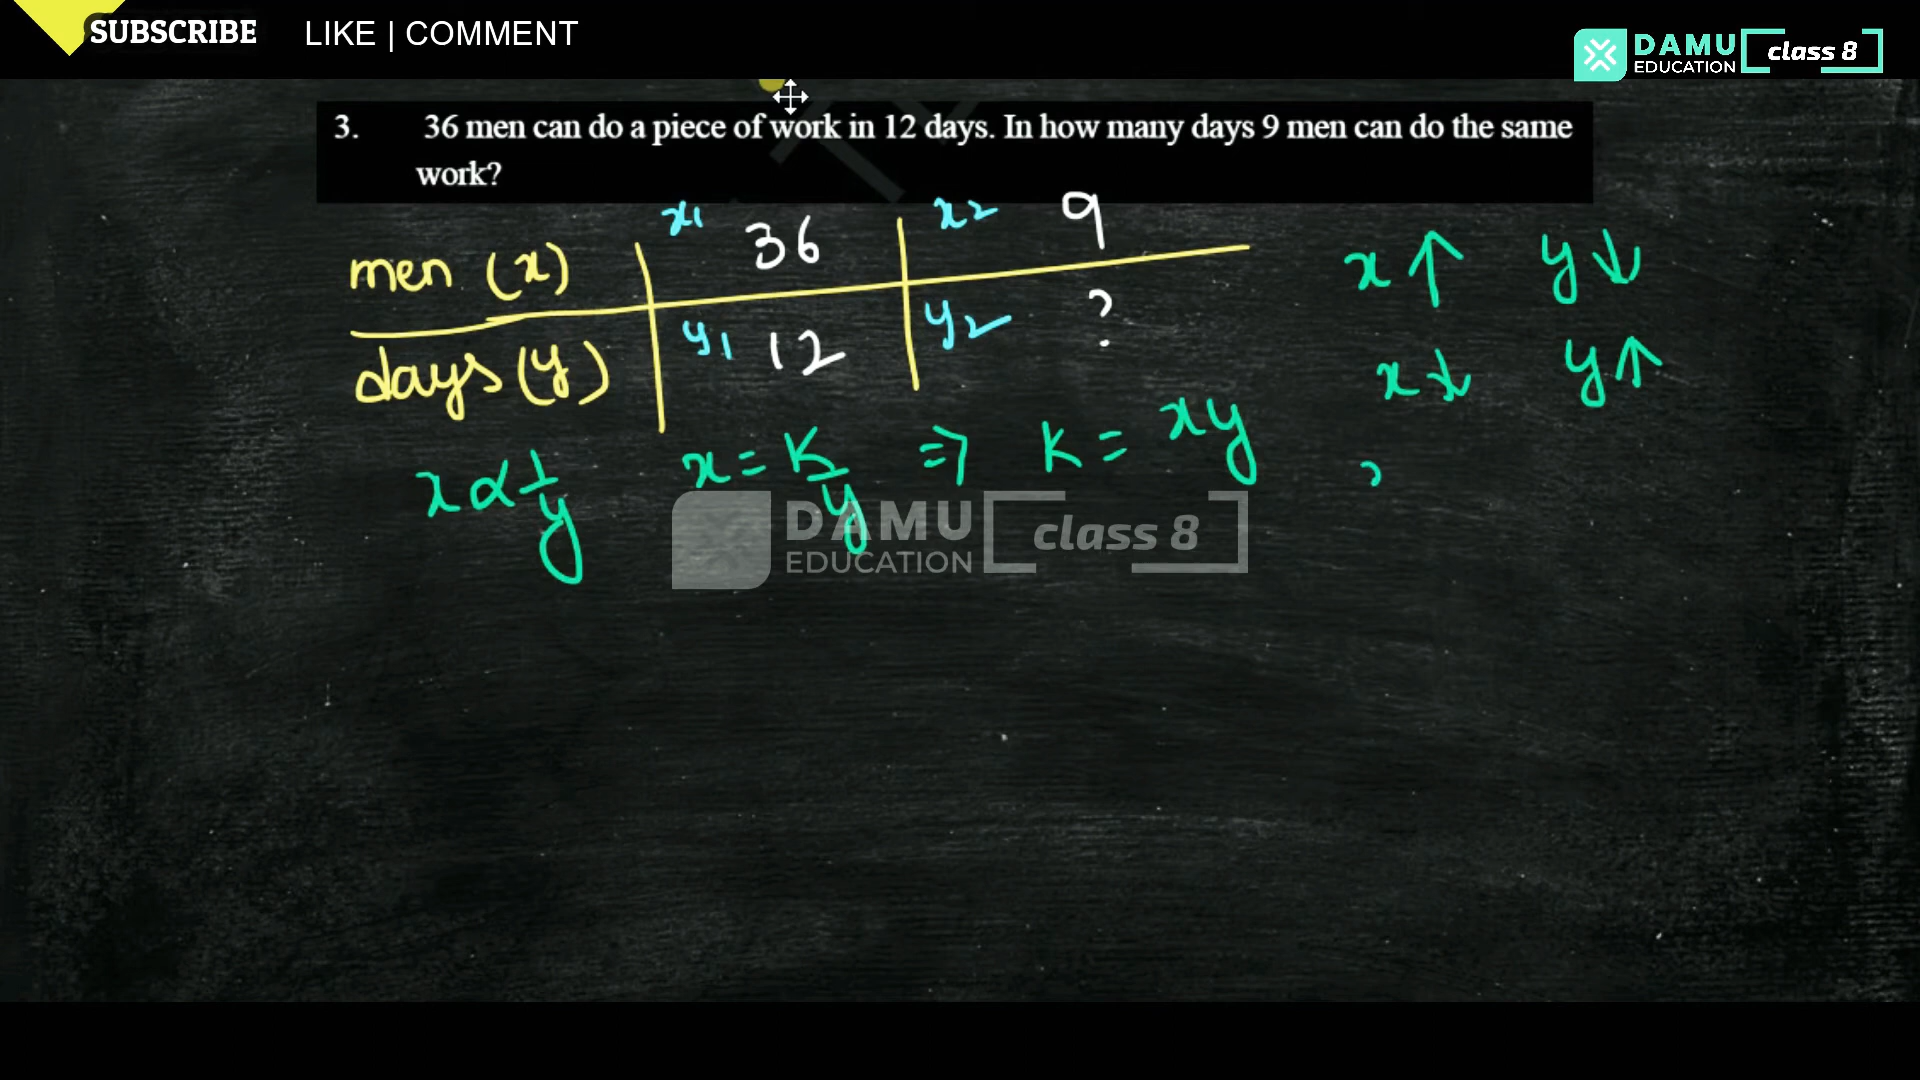 SUBSCRIBE LIKE | COMMENT
DAMU EDUCATION class 8
3. 36 men can do a piece of work in 12 days. In how many days 9 men can do the same
work?
men (x) x1 36 x2 9
days (y) y1 12 y2 ?
x↑ y↓
x↓ y↑
x ∝ 1/y x = K/y ⇒ K = xy
DAMU EDUCATION class 8